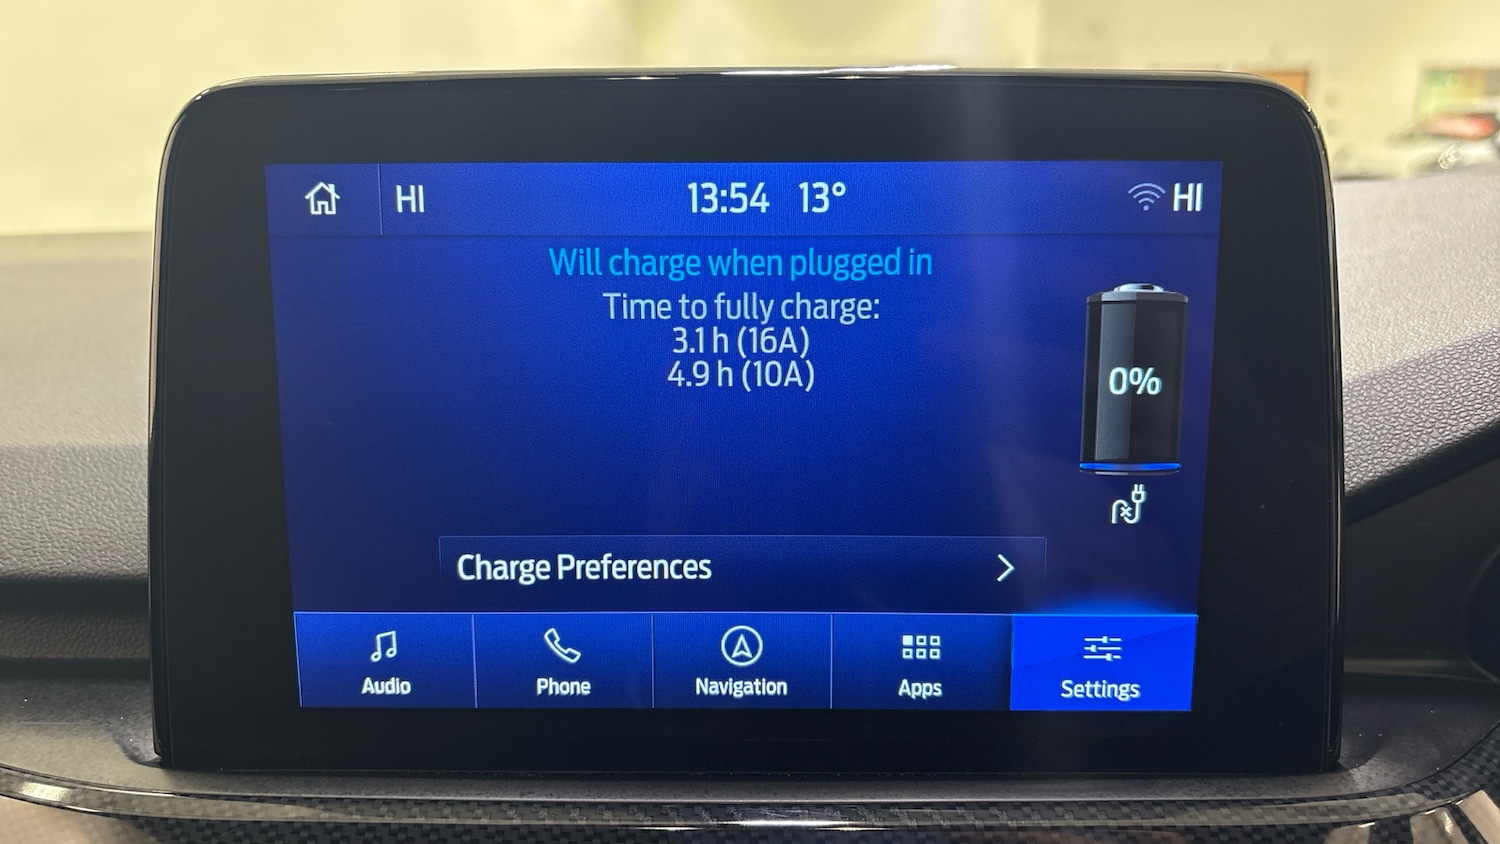 HI 13:54 13° HI
Will charge when plugged in
Time to fully charge:
3.1 h (16A)
4.9 h (10A)
0%
Charge Preferences
Audio Phone Navigation Apps Settings